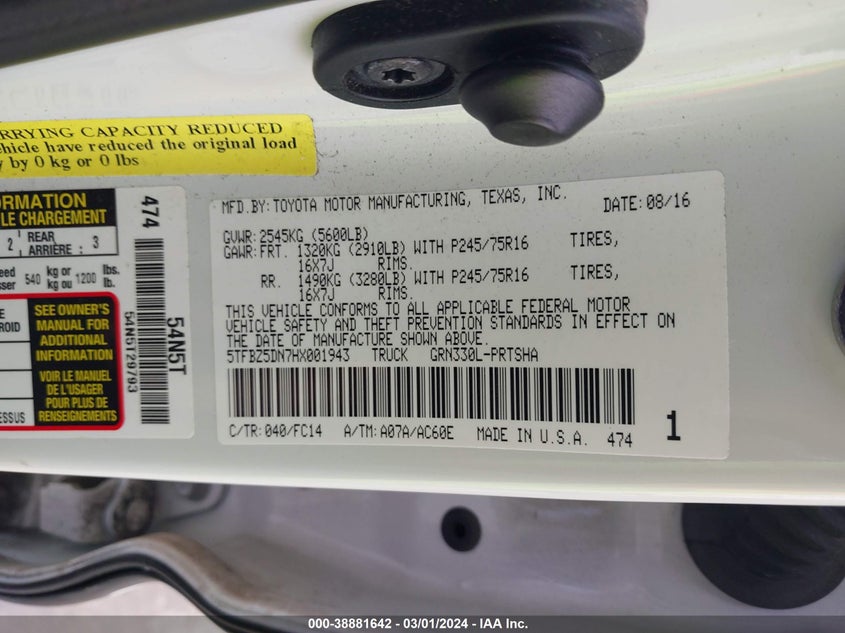 RRYING CAPACITY REDUCED
ehicle have reduced the original load
y by 0 kg or 0 lbs
ORMATION
LE CHARGEMENT
2 REAR ARRIÈRE : 3
540 kg or kg ou 1200 lbs. lb.
SEE OWNER'S
MANUAL FOR
ADDITIONAL
INFORMATION
VOIR LE MANUEL
DE L'USAGER
POUR PLUS DE
RENSEIGNEMENTS
474
54N5T
54N5T29793
MFD.BY:TOYOTA MOTOR MANUFACTURING, TEXAS, INC. DATE:08/16
GVWR:2545KG (5600LB)
GAWR:FRT. 1320KG (2910LB) WITH P245/75R16 TIRES,
16X7J RIMS.
RR. 1490KG (3280LB) WITH P245/75R16 TIRES,
16X7J RIMS.
THIS VEHICLE CONFORMS TO ALL APPLICABLE FEDERAL MOTOR
VEHICLE SAFETY AND THEFT PREVENTION STANDARDS IN EFFECT ON
THE DATE OF MANUFACTURE SHOWN ABOVE.
5TFBZ5DN7HX001943 TRUCK GRN330L-PRTSHA
C/TR:040/FC14 A/TM:A07A/AC60E MADE IN U.S.A. 474
1
000-38881642 - 03/01/2024 - IAA Inc.